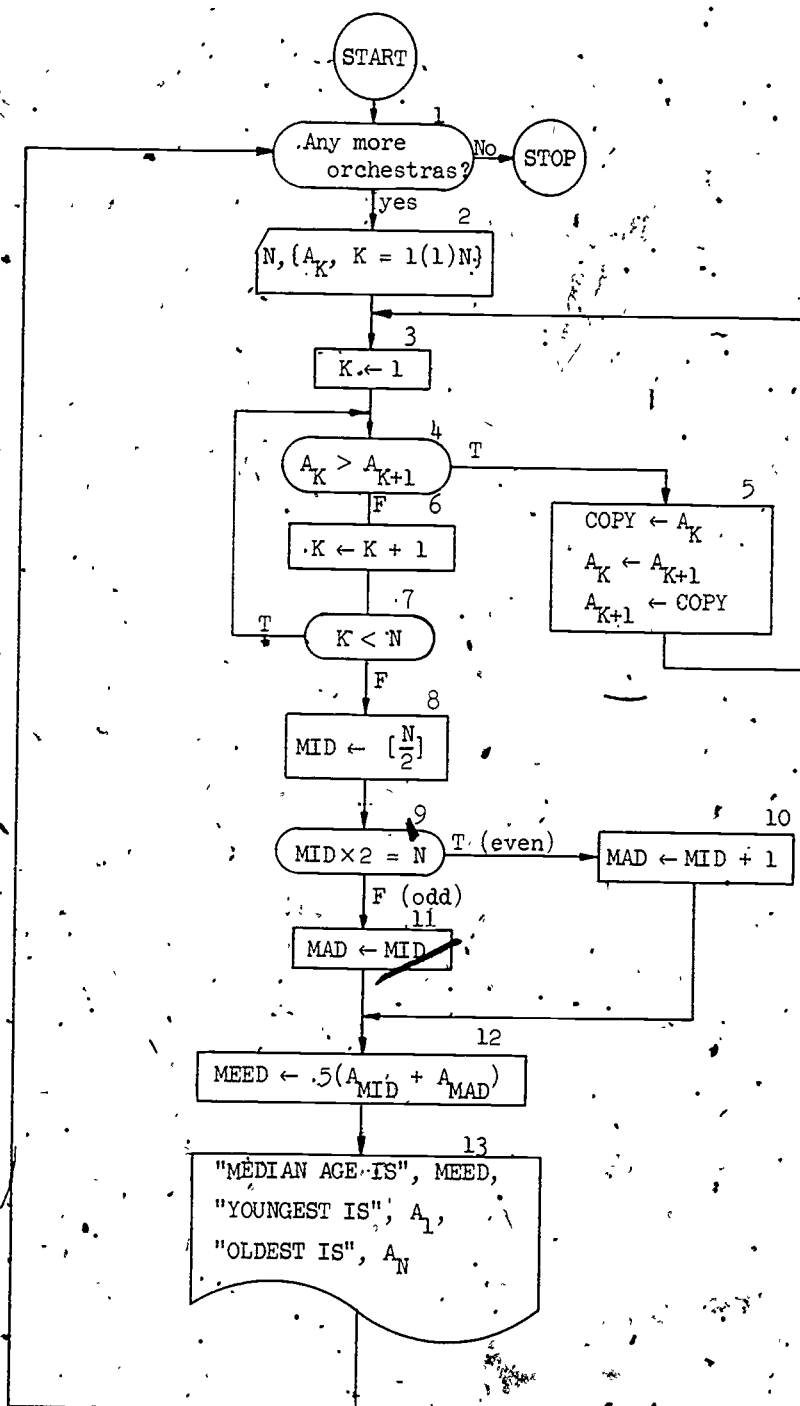 START
1
Any more
orchestras?
No
STOP
yes
2
N,{A_K, K = 1(1)N}
3
K ← 1
4
A_K > A_{K+1}
T
F
5
COPY ← A_K
A_K ← A_{K+1}
A_{K+1} ← COPY
6
K ← K + 1
7
K < N
T
F
8
MID ← [N/2]
9
MID×2 = N
T (even)
10
MAD ← MID + 1
F (odd)
11
MAD ← MID
12
MEED ← .5(A_MID + A_MAD)
13
"MEDIAN AGE IS", MEED,
"YOUNGEST IS", A_1,
"OLDEST IS", A_N